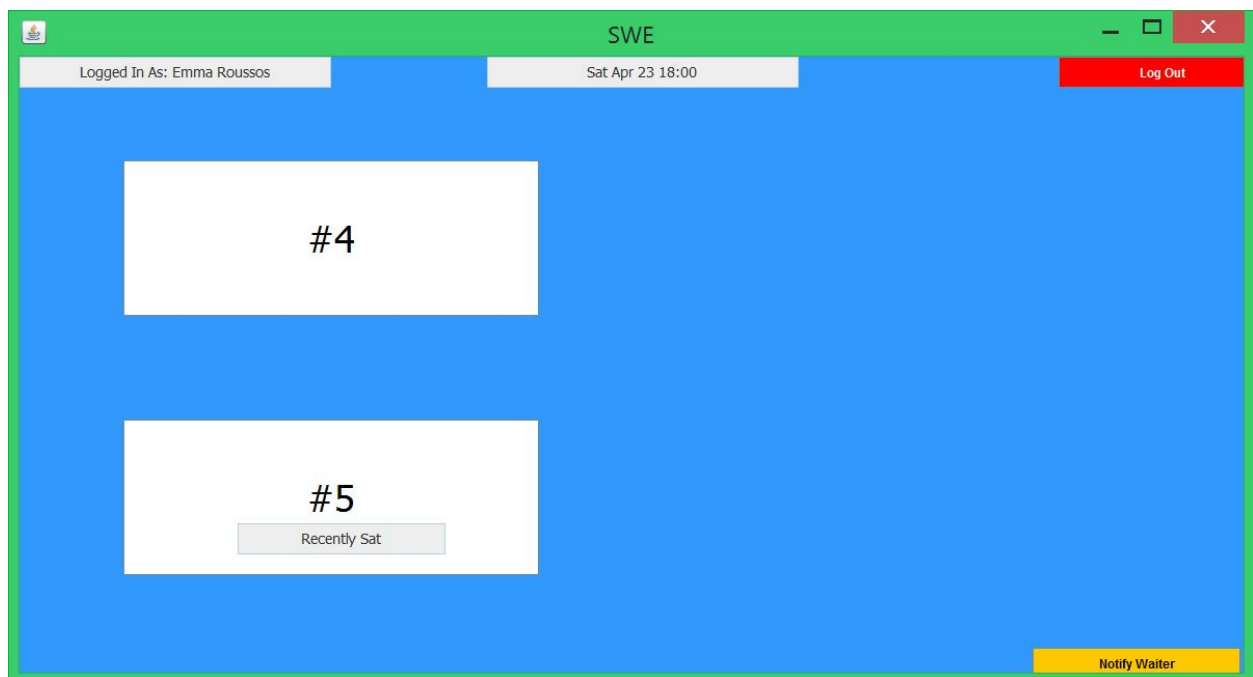 SWE
Logged In As: Emma Roussos
Sat Apr 23 18:00
Log Out
#4
#5
Recently Sat
Notify Waiter